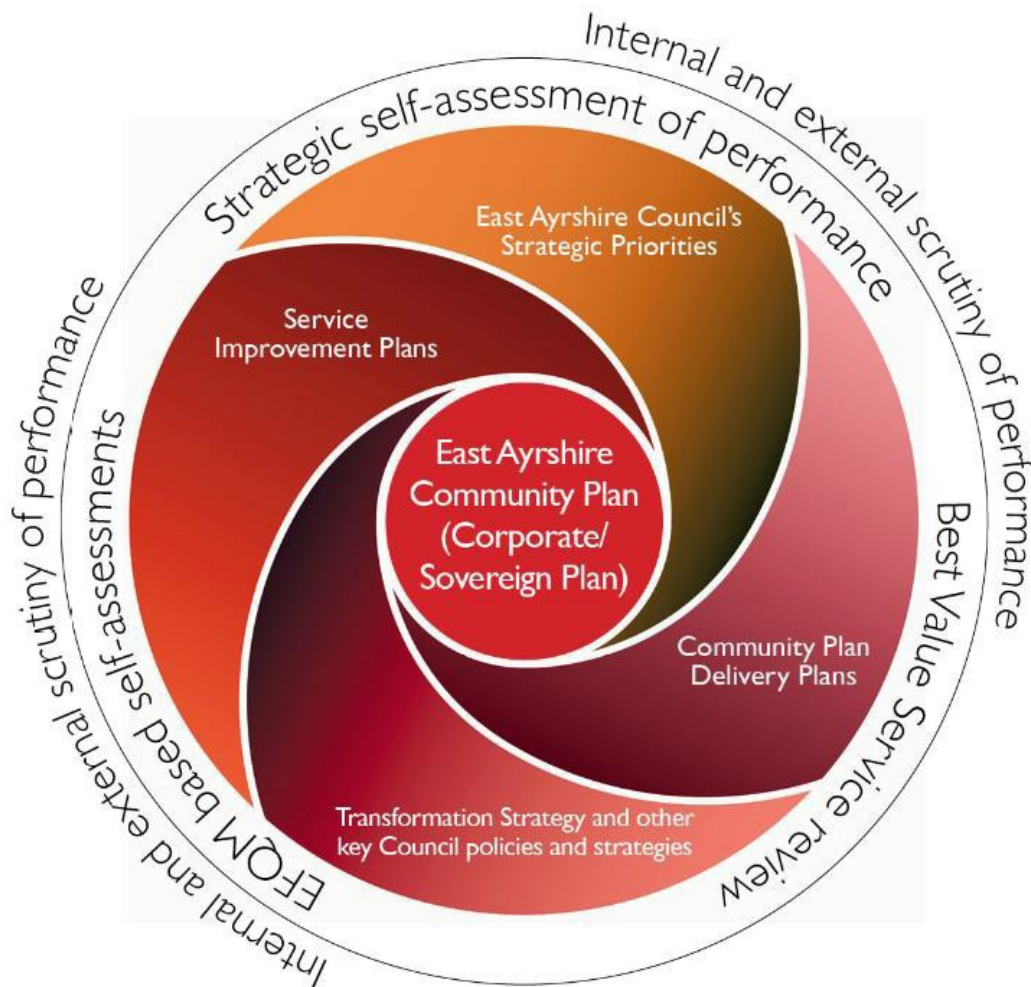 Internal and external scrutiny of performance
Strategic self-assessment of performance
East Ayrshire Council's
Strategic Priorities
Service
Improvement Plans
East Ayrshire
Community Plan
(Corporate/
Sovereign Plan)
Community Plan
Delivery Plans
Transformation Strategy and other
key Council policies and strategies
Best Value Service review
EFQM based self-assessments
Internal and external scrutiny of performance